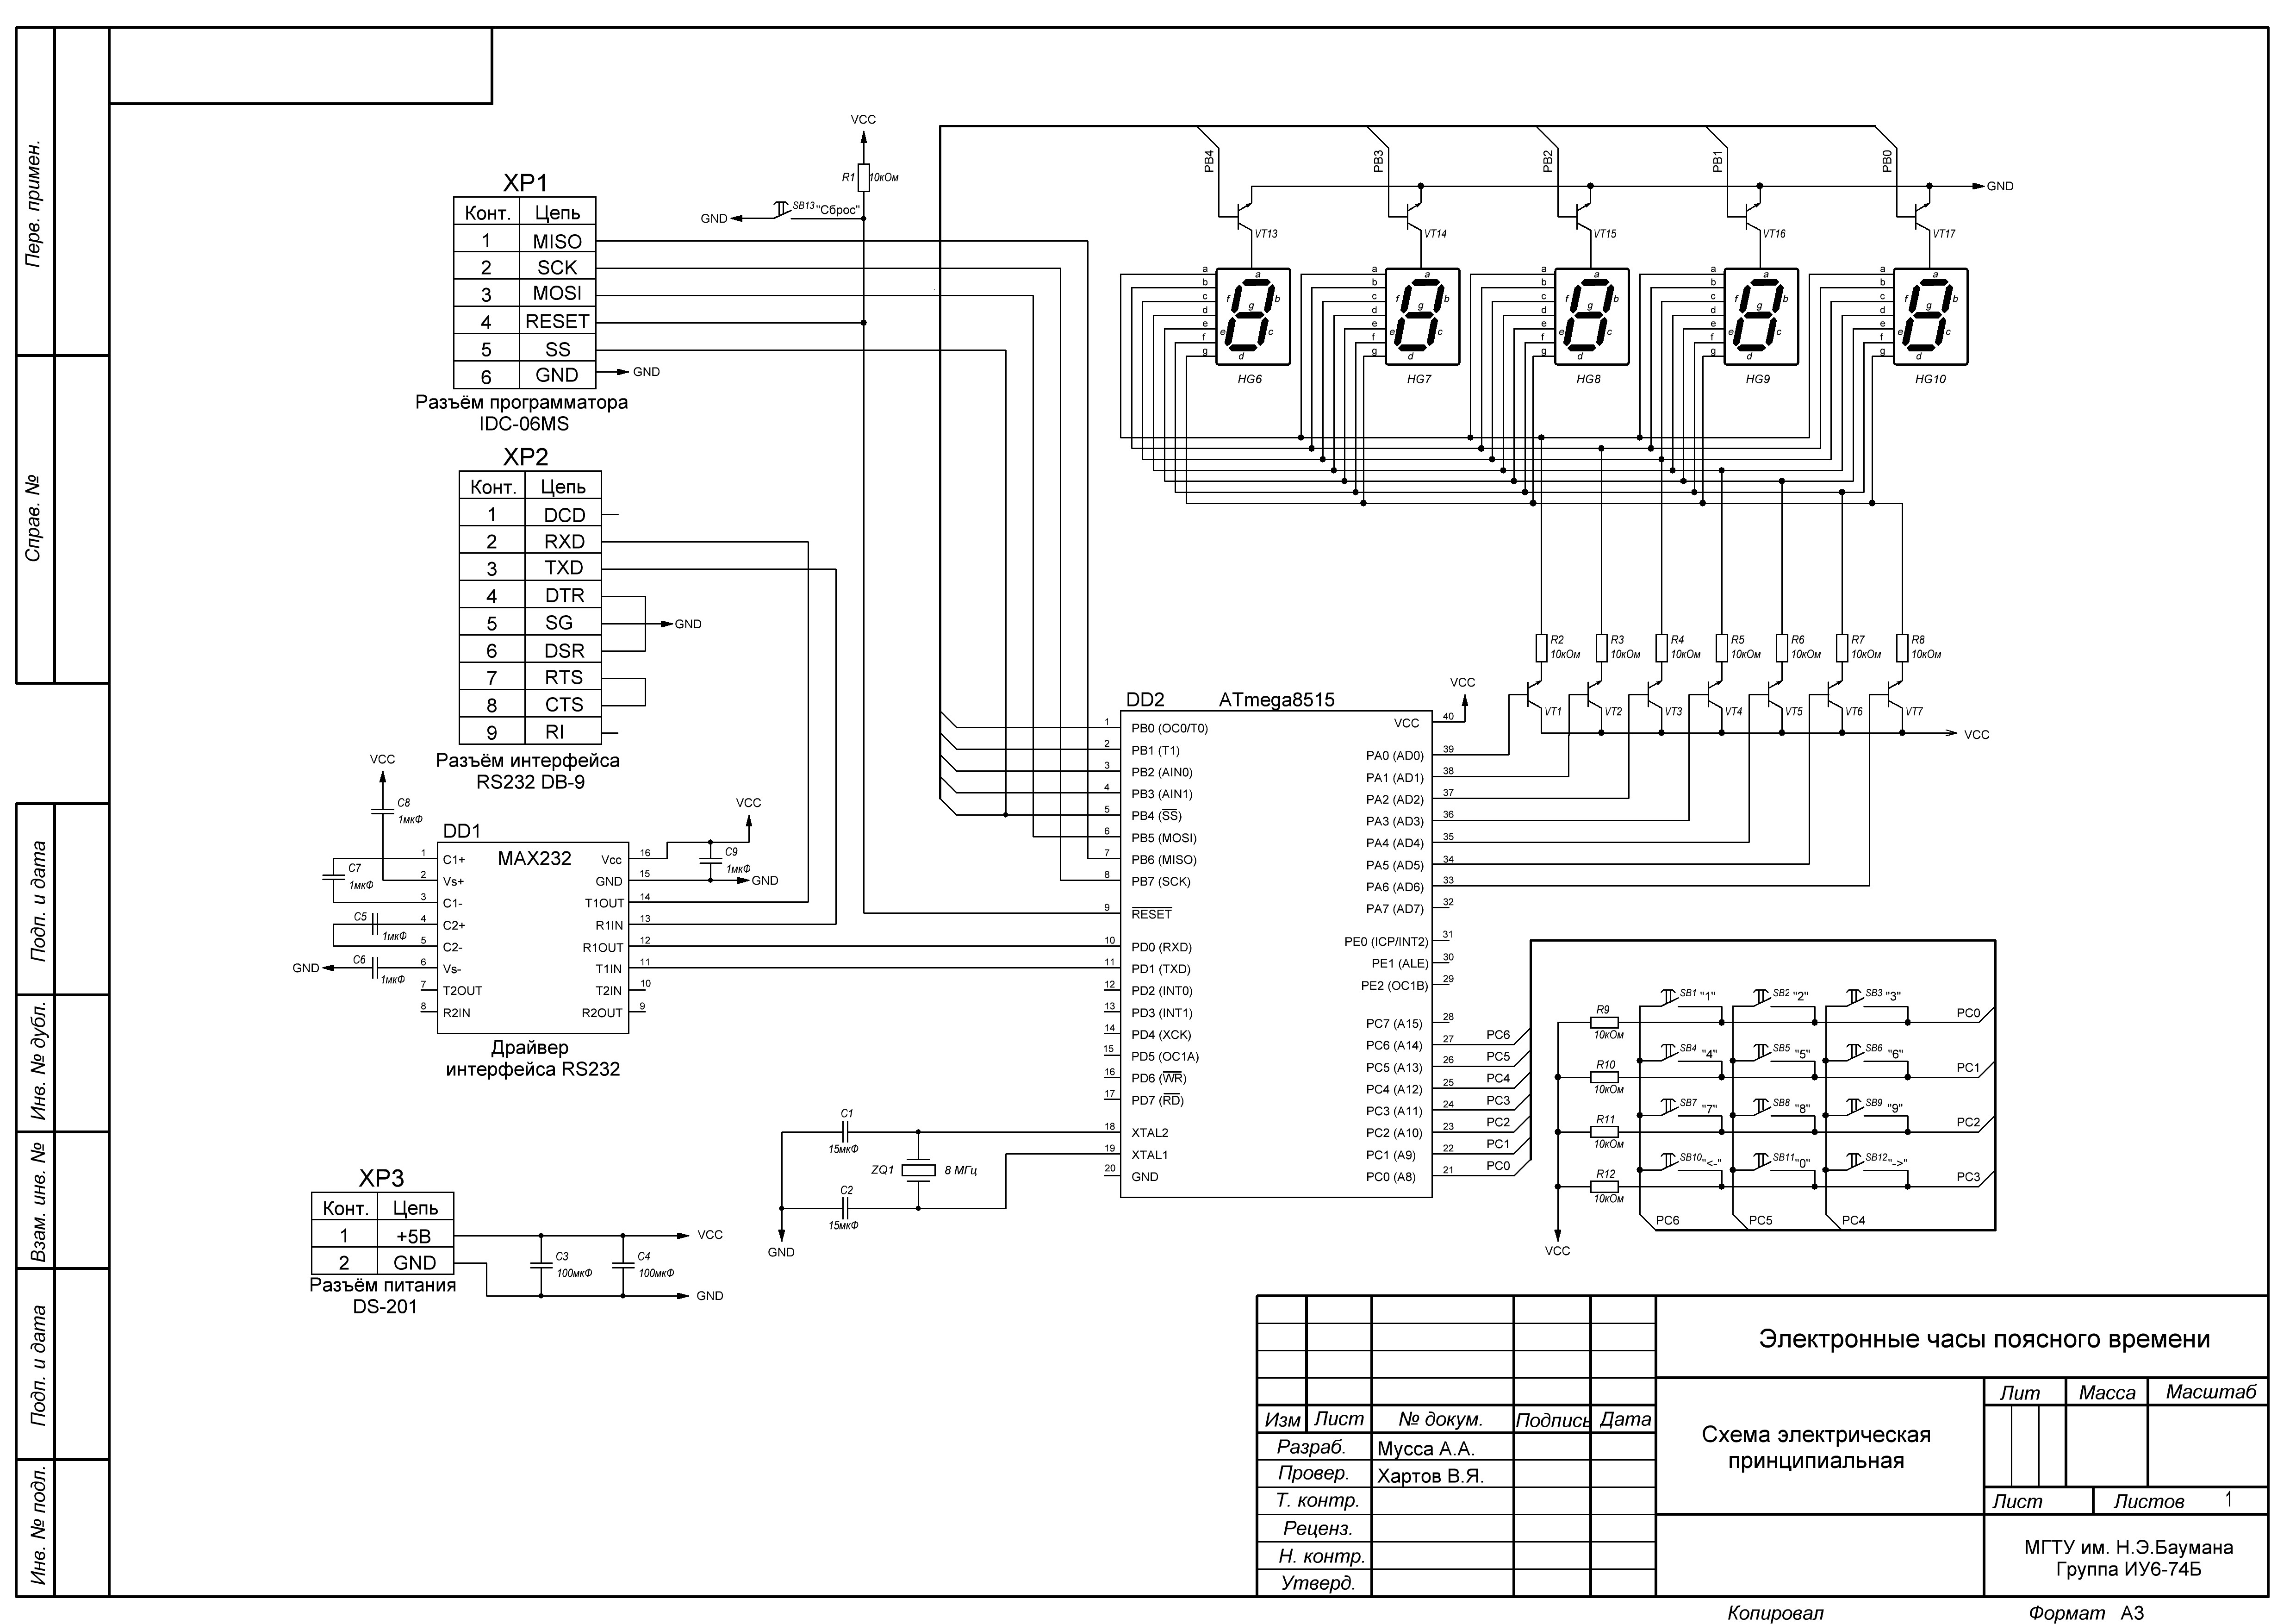 Перв. примен.
Справ. №
Подп. и дата
Инв. № дубл.
Взам. инв. №
Подп. и дата
Инв. № подл.
XP1
Конт. Цепь
1 MISO
2 SCK
3 MOSI
4 RESET
5 SS
6 GND
GND
Разъём программатора
IDC-06MS
VCC
R1 10кОм
GND SB13 "Сброс"
XP2
Конт. Цепь
1 DCD
2 RXD
3 TXD
4 DTR
5 SG
6 DSR
7 RTS
8 CTS
9 RI
GND
Разъём интерфейса
RS232 DB-9
VCC
C8
1мкФ
C7
1мкФ
C5
1мкФ
GND C6
1мкФ
DD1
MAX232
1 C1+
2 Vs+
3 C1-
4 C2+
5 C2-
6 Vs-
7 T2OUT
8 R2IN
Vcc 16
GND 15
T1OUT 14
R1IN 13
R1OUT 12
T1IN 11
T2IN 10
R2OUT 9
VCC
C9
1мкФ
GND
Драйвер
интерфейса RS232
XP3
Конт. Цепь
1 +5В
2 GND
Разъём питания
DS-201
VCC
C3
100мкФ
C4
100мкФ
GND
C1
15мкФ
ZQ1 8 МГц
C2
15мкФ
GND
PB4 PB3 PB2 PB1 PB0
GND
VT13 VT14 VT15 VT16 VT17
a b c d e f g
a b c d e f g
HG6
a b c d e f g
a b c d e f g
HG7
a b c d e f g
a b c d e f g
HG8
a b c d e f g
a b c d e f g
HG9
a b c d e f g
a b c d e f g
HG10
R2 R3 R4 R5 R6 R7 R8
10кОм 10кОм 10кОм 10кОм 10кОм 10кОм 10кОм
VT1 VT2 VT3 VT4 VT5 VT6 VT7
VCC
DD2 ATmega8515
VCC
1 PB0 (OC0/T0)
2 PB1 (T1)
3 PB2 (AIN0)
4 PB3 (AIN1)
5 PB4 (SS)
6 PB5 (MOSI)
7 PB6 (MISO)
8 PB7 (SCK)
9 RESET
10 PD0 (RXD)
11 PD1 (TXD)
12 PD2 (INT0)
13 PD3 (INT1)
14 PD4 (XCK)
15 PD5 (OC1A)
16 PD6 (WR)
17 PD7 (RD)
18 XTAL2
19 XTAL1
20 GND
VCC 40
PA0 (AD0) 39
PA1 (AD1) 38
PA2 (AD2) 37
PA3 (AD3) 36
PA4 (AD4) 35
PA5 (AD5) 34
PA6 (AD6) 33
PA7 (AD7) 32
PE0 (ICP/INT2) 31
PE1 (ALE) 30
PE2 (OC1B) 29
PC7 (A15) 28
PC6 (A14) 27 PC6
PC5 (A13) 26 PC5
PC4 (A12) 25 PC4
PC3 (A11) 24 PC3
PC2 (A10) 23 PC2
PC1 (A9) 22 PC1
PC0 (A8) 21 PC0
R9 SB1 "1" SB2 "2" SB3 "3" PC0
10кОм
R10 SB4 "4" SB5 "5" SB6 "6" PC1
10кОм
R11 SB7 "7" SB8 "8" SB9 "9" PC2
10кОм
R12 SB10 "<-" SB11 "0" SB12 "->" PC3
10кОм
PC6 PC5 PC4
VCC
Электронные часы поясного времени
Схема электрическая
принципиальная
Лит Масса Масштаб
Лист Листов 1
МГТУ им. Н.Э.Баумана
Группа ИУ6-74Б
Изм Лист № докум. Подпись Дата
Разраб. Мусса А.А.
Провер. Хартов В.Я.
Т. контр.
Реценз.
Н. контр.
Утверд.
Копировал Формат А3